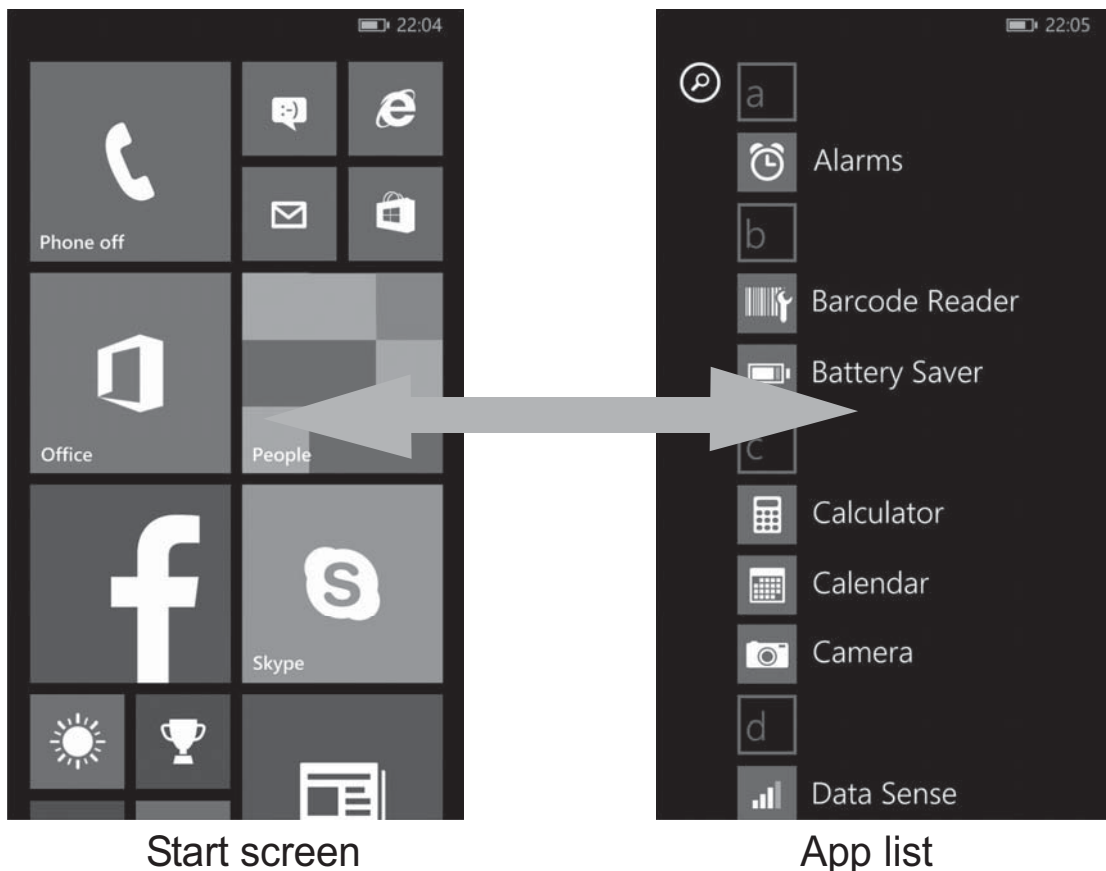 22:04
Phone off
:-)
e
Office
People
f
S
Skype
Start screen
22:05
a
Alarms
b
Barcode Reader
Battery Saver
c
Calculator
Calendar
Camera
d
Data Sense
App list